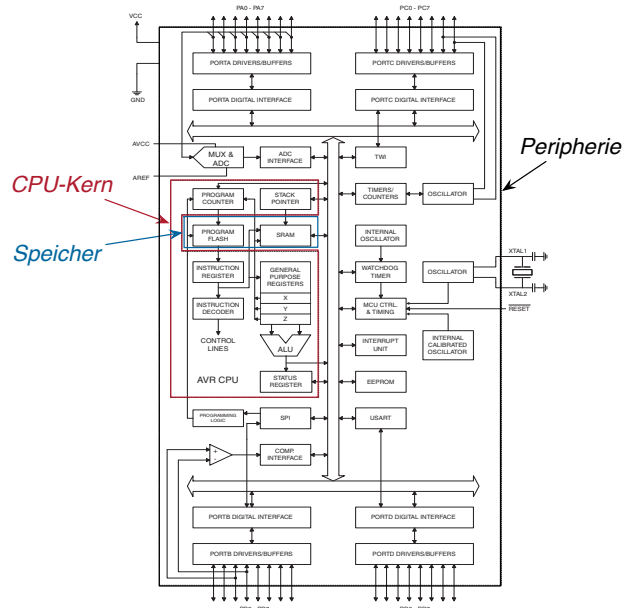 PA0 - PA7
PC0 - PC7
VCC
PORTA DRIVERS/BUFFERS
PORTC DRIVERS/BUFFERS
GND
PORTA DIGITAL INTERFACE
PORTC DIGITAL INTERFACE
AVCC
MUX &
ADC
ADC
INTERFACE
TWI
Peripherie
AREF
CPU-Kern
PROGRAM
COUNTER
STACK
POINTER
TIMERS/
COUNTERS
OSCILLATOR
Speicher
PROGRAM
FLASH
SRAM
INTERNAL
OSCILLATOR
XTAL1
INSTRUCTION
REGISTER
GENERAL
PURPOSE
REGISTERS
WATCHDOG
TIMER
OSCILLATOR
XTAL2
X
Y
Z
INSTRUCTION
DECODER
MCU CTRL.
& TIMING
RESET
CONTROL
LINES
ALU
INTERRUPT
UNIT
INTERNAL
CALIBRATED
OSCILLATOR
AVR CPU
STATUS
REGISTER
EEPROM
PROGRAMMING
LOGIC
SPI
USART
+
-
COMP.
INTERFACE
PORTB DIGITAL INTERFACE
PORTD DIGITAL INTERFACE
PORTB DRIVERS/BUFFERS
PORTD DRIVERS/BUFFERS